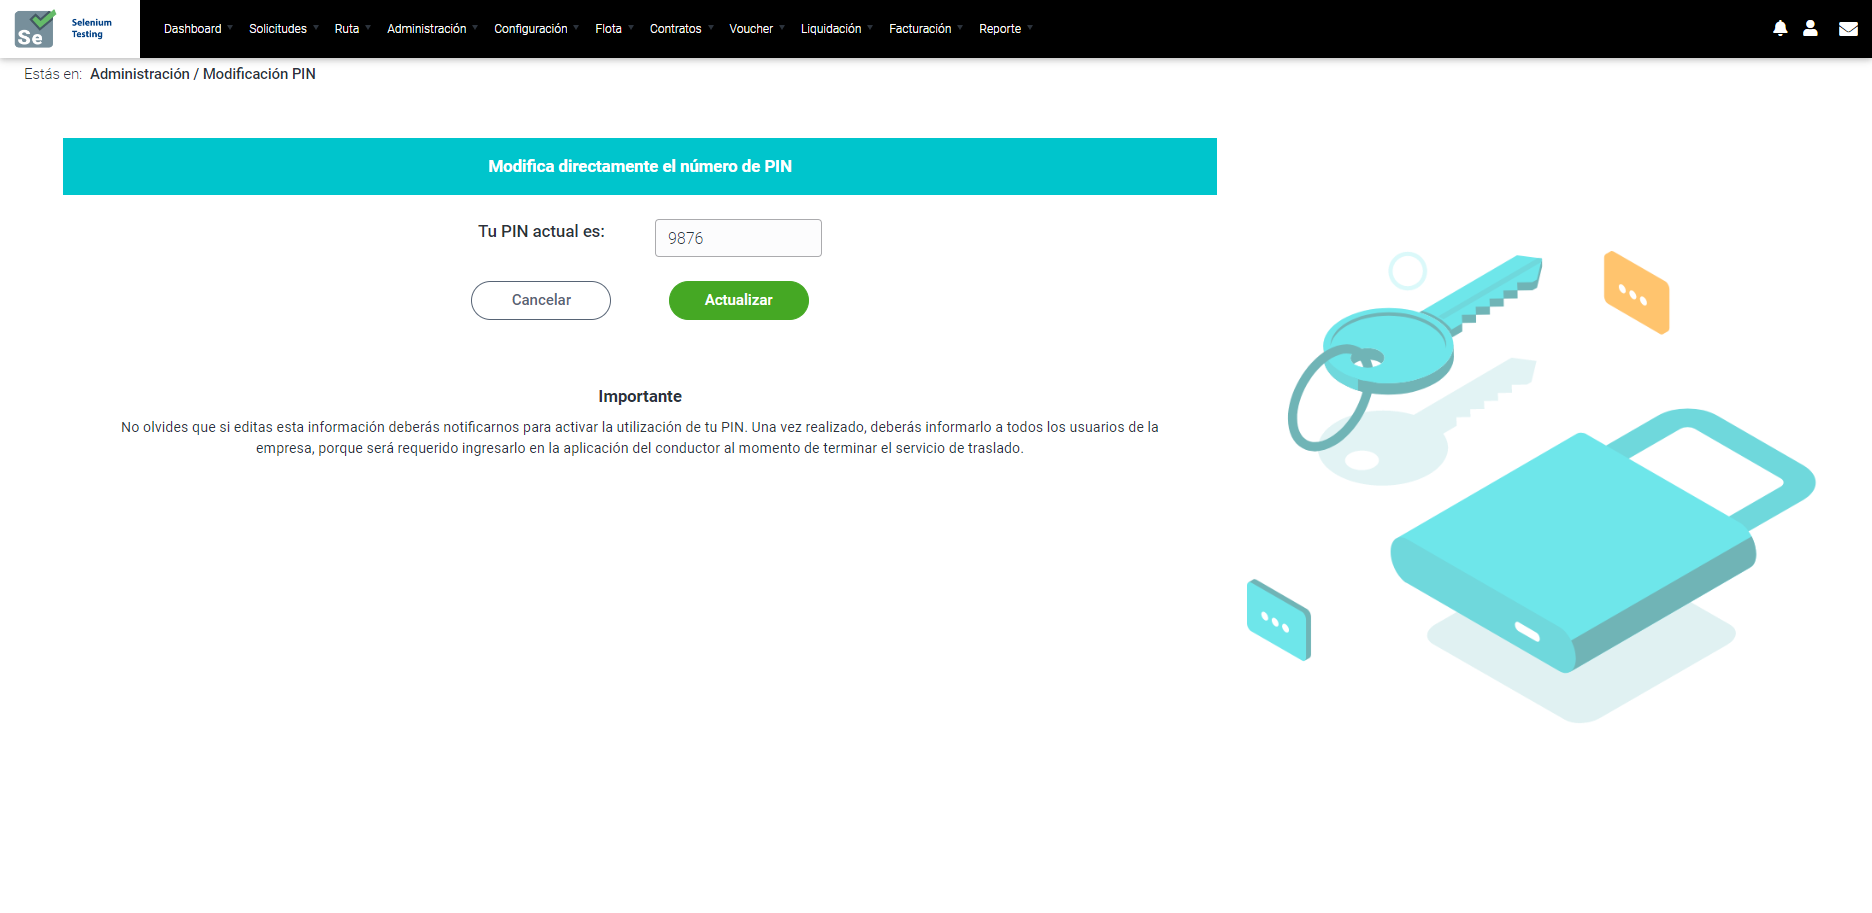 Se
Selenium
Testing
Dashboard Solicitudes Ruta Administración Configuración Flota Contratos Voucher Liquidación Facturación Reporte
Estás en: Administración / Modificación PIN
Modifica directamente el número de PIN
Tu PIN actual es: 9876
Cancelar Actualizar
Importante
No olvides que si editas esta información deberás notificarnos para activar la utilización de tu PIN. Una vez realizado, deberás informarlo a todos los usuarios de la
empresa, porque será requerido ingresarlo en la aplicación del conductor al momento de terminar el servicio de traslado.